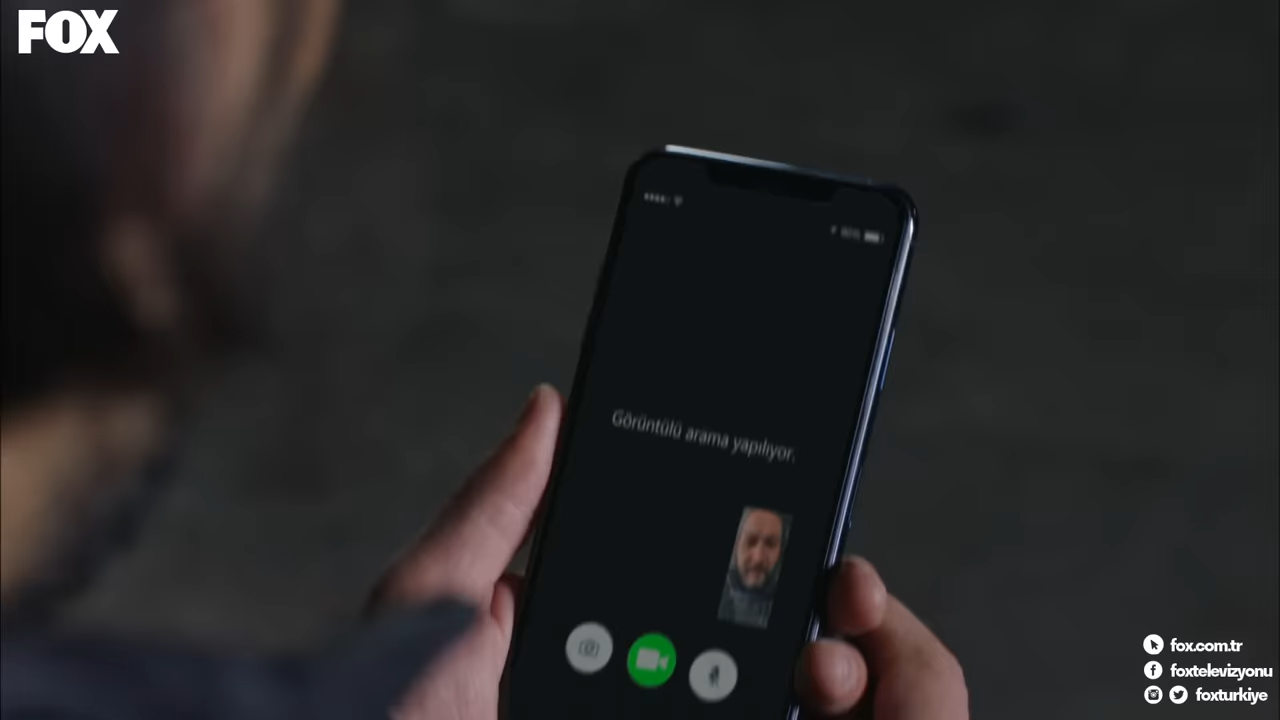 FOX
Görüntülü arama yapılıyor.
fox.com.tr
foxtelevizyonu
foxturkiye